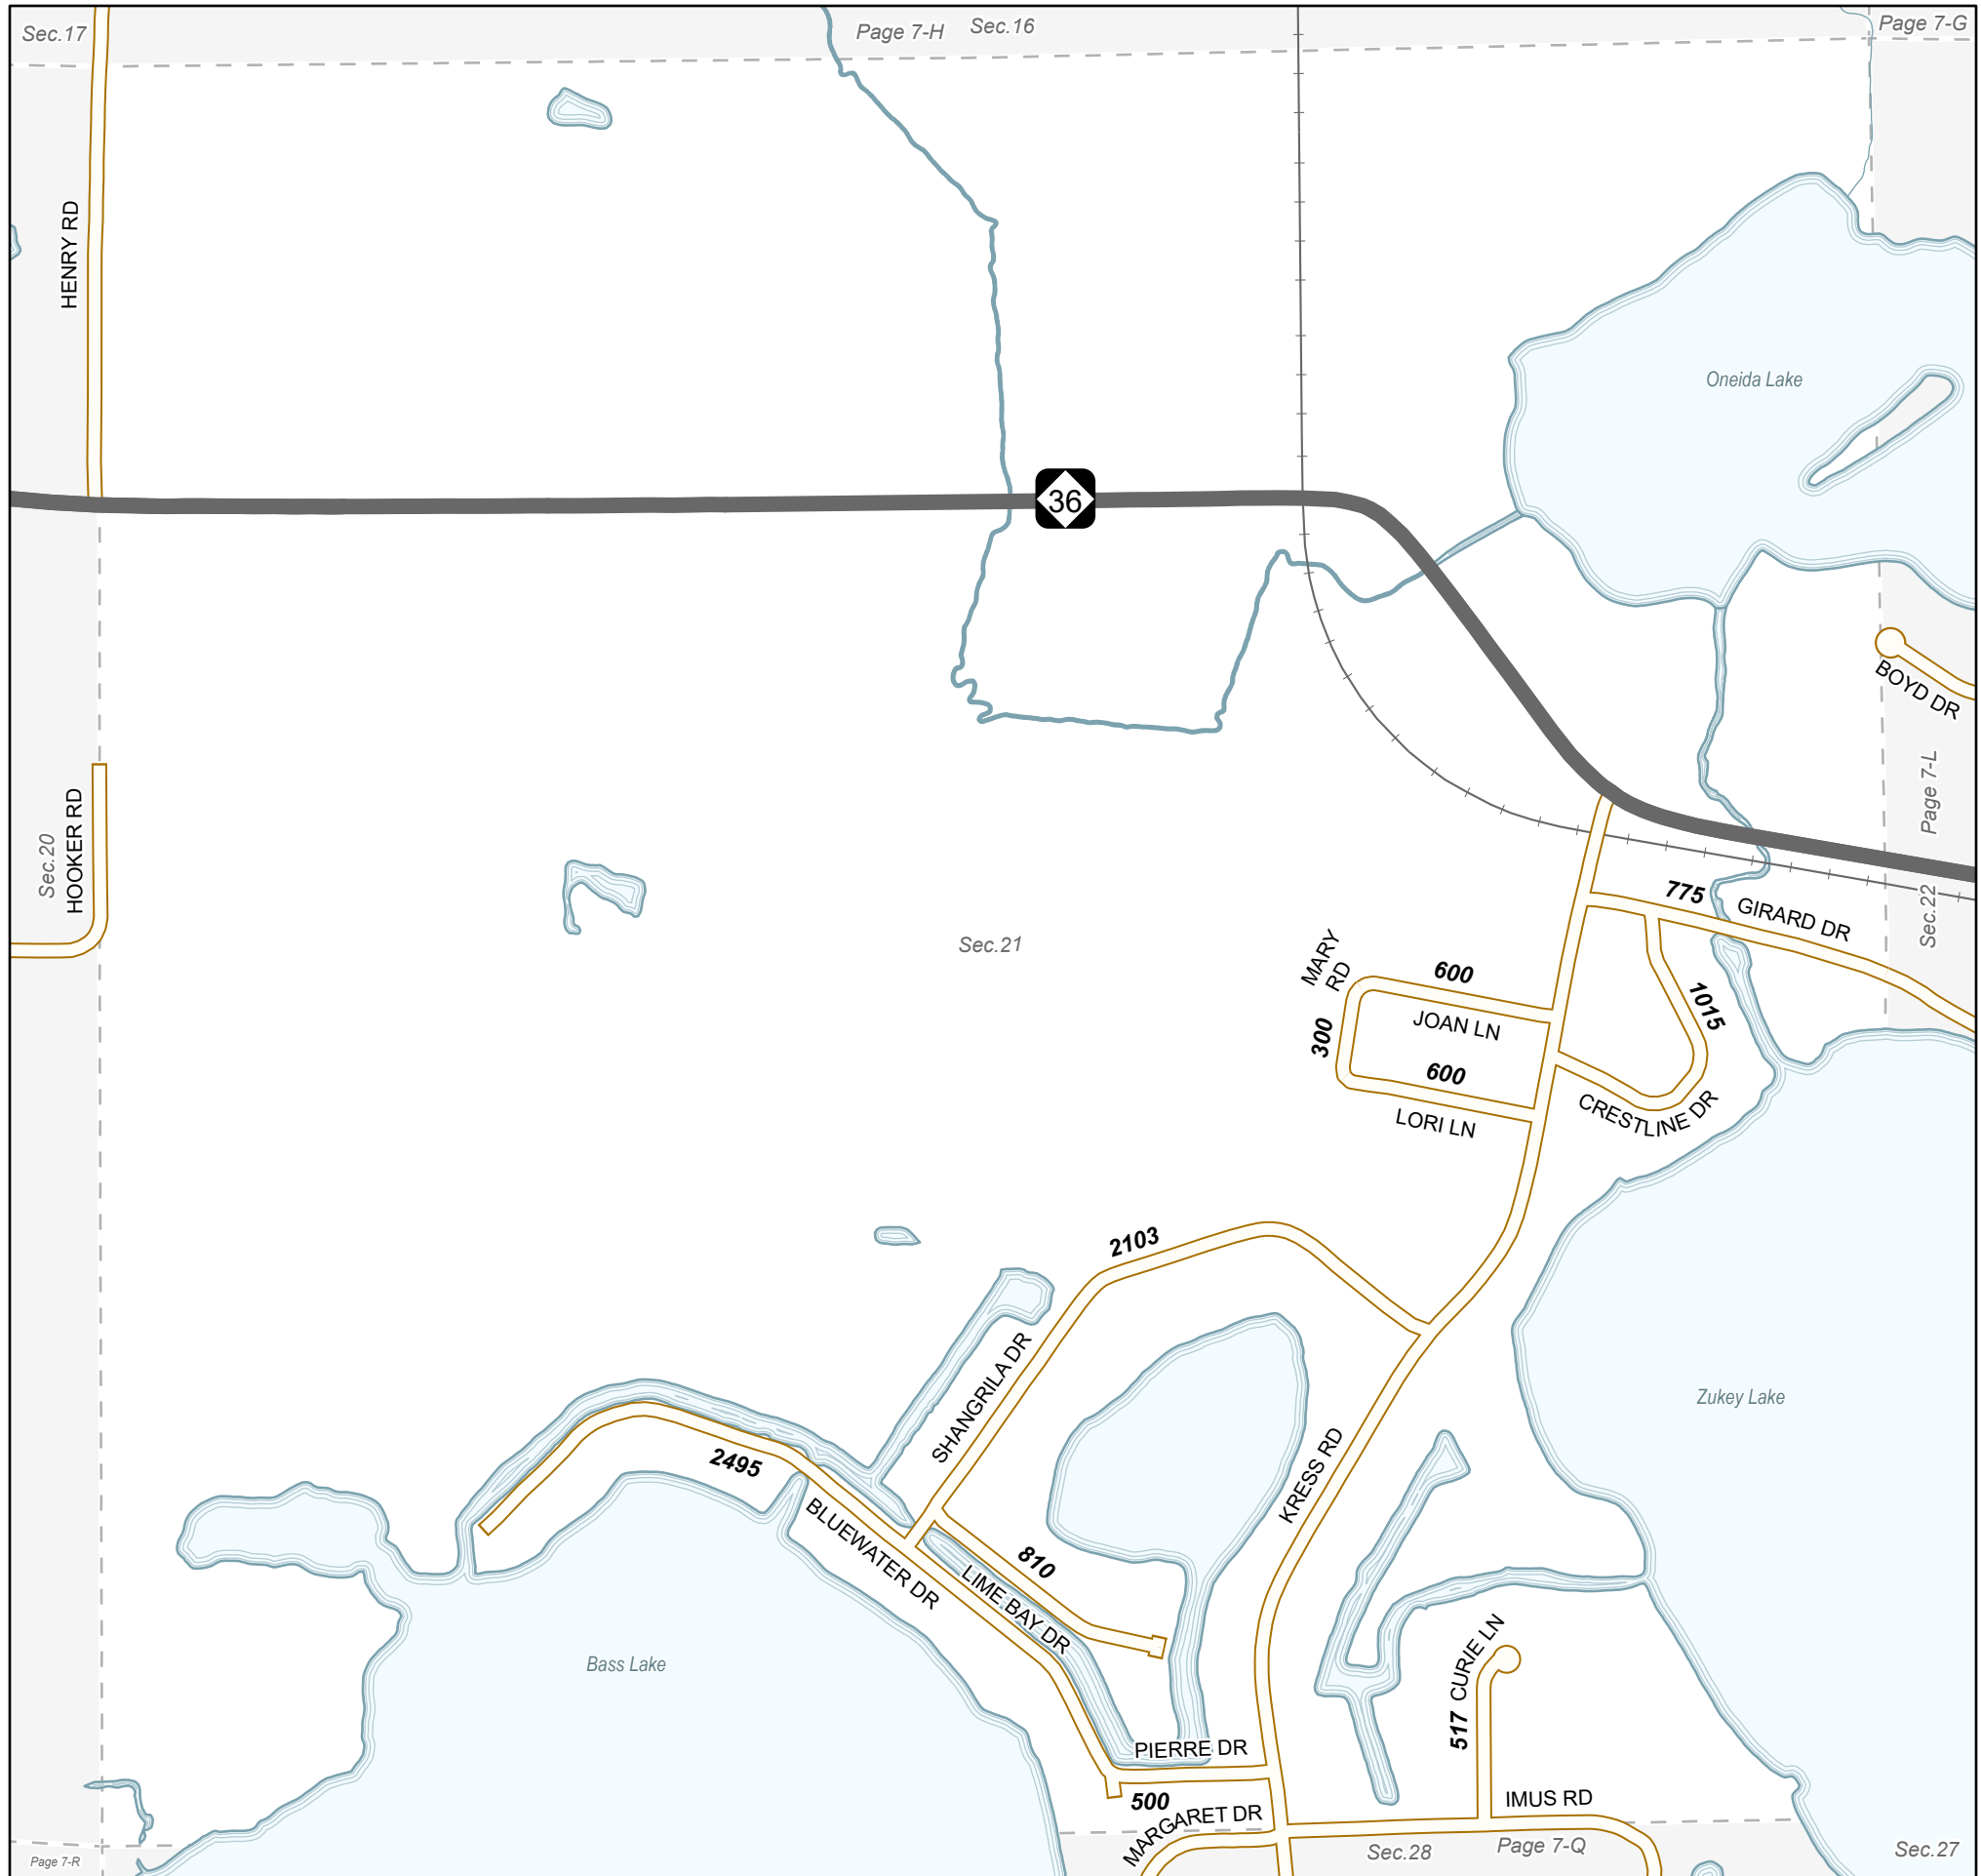 Sec.17
Page 7-H
Sec.16
Page 7-G
HENRY RD
Oneida Lake
36
BOYD DR
Page 7-L
Sec.20
HOOKER RD
775
GIRARD DR
Sec.22
Sec.21
MARY
RD
600
JOAN LN
1015
300
600
LORI LN
CRESTLINE DR
2103
SHANGRILA DR
Zukey Lake
2495
KRESS RD
BLUEWATER DR
810
LIME BAY DR
Bass Lake
CURIE LN
517
PIERRE DR
500
MARGARET DR
IMUS RD
Sec.28
Page 7-Q
Sec.27
Page 7-R